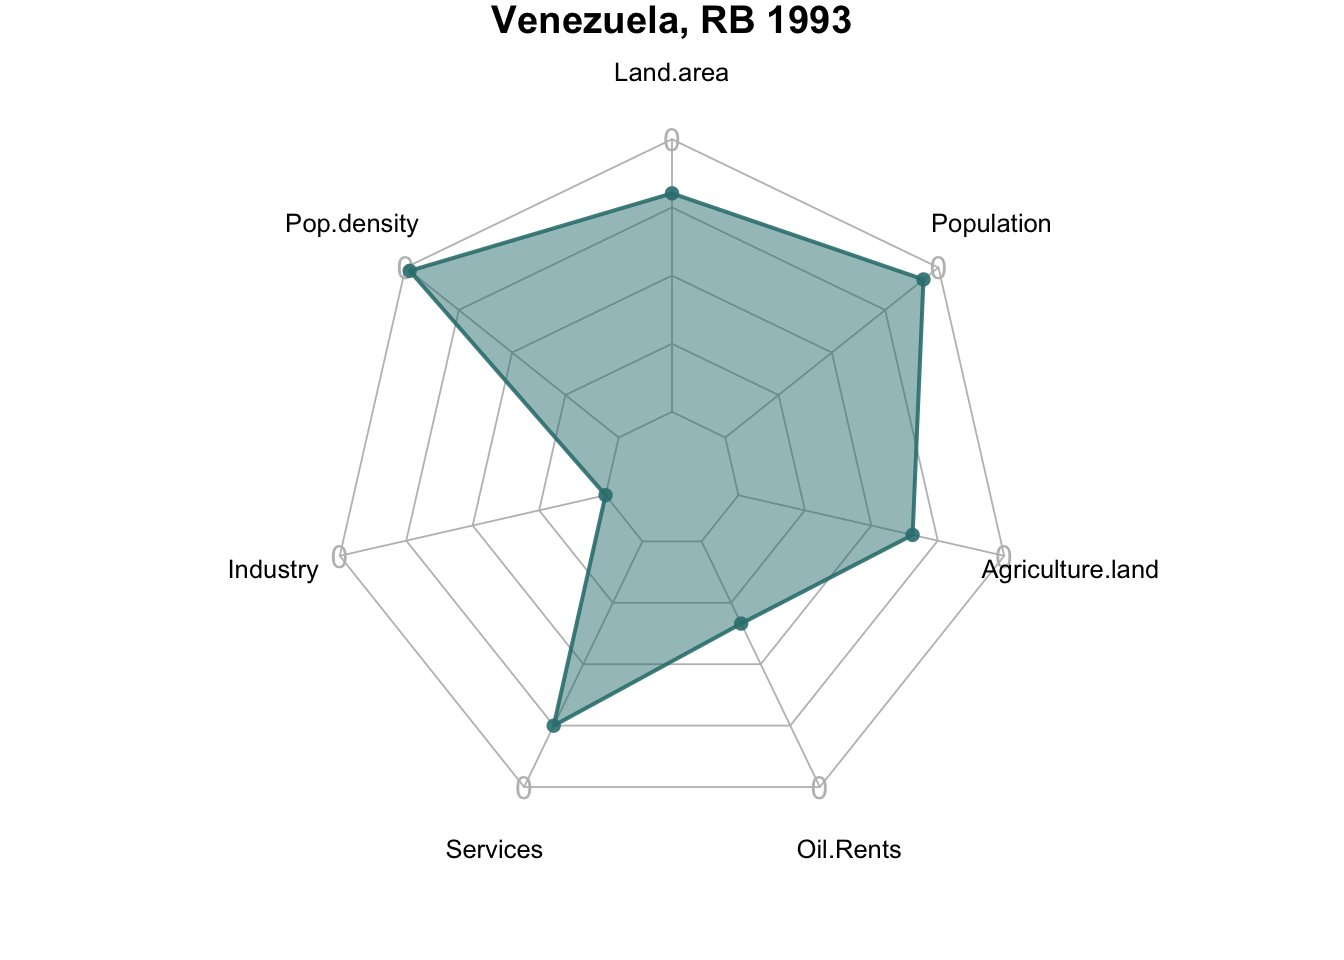 Venezuela, RB 1993
Land.area
0
Pop.density
Population
0
0
0
0
Industry
Agriculture.land
0
0
Services
Oil.Rents